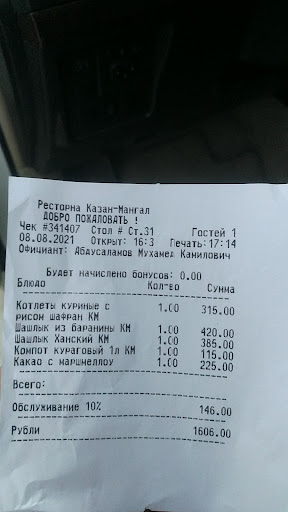 Ресторна Казан-Мангал
ДОБРО ПОЖАЛОВАТЬ !
Чек #341407 Стол # Ст.31 Гостей 1
08.08.2021 Открыт: 16:3 Печать:17:14
Официант: Абдусаламов Мухамед Камилович
Будет начислено бонусов: 0.00
Блюдо Кол-во Сумма
Котлеты куриные с 1.00 315.00
рисом шафран КМ
Шашлык из баранины КМ 1.00 420.00
Шашлык Ханский КМ 1.00 385.00
Компот кураговый 1л КМ 1.00 115.00
Какао с маршмеллоу 1.00 225.00
Всего:
Обслуживание 10% 146.00
Рубли 1606.00